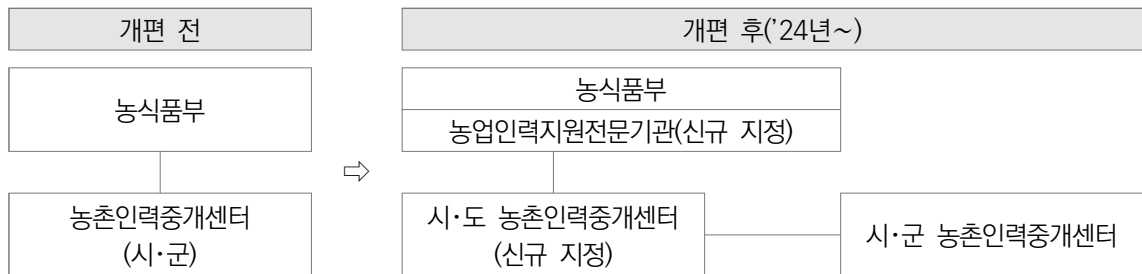 개편 전
개편 후(’24년~)
농식품부
농식품부
농업인력지원전문기관(신규 지정)
⇨
농촌인력중개센터
(시·군)
시·도 농촌인력중개센터
(신규 지정)
시·군 농촌인력중개센터